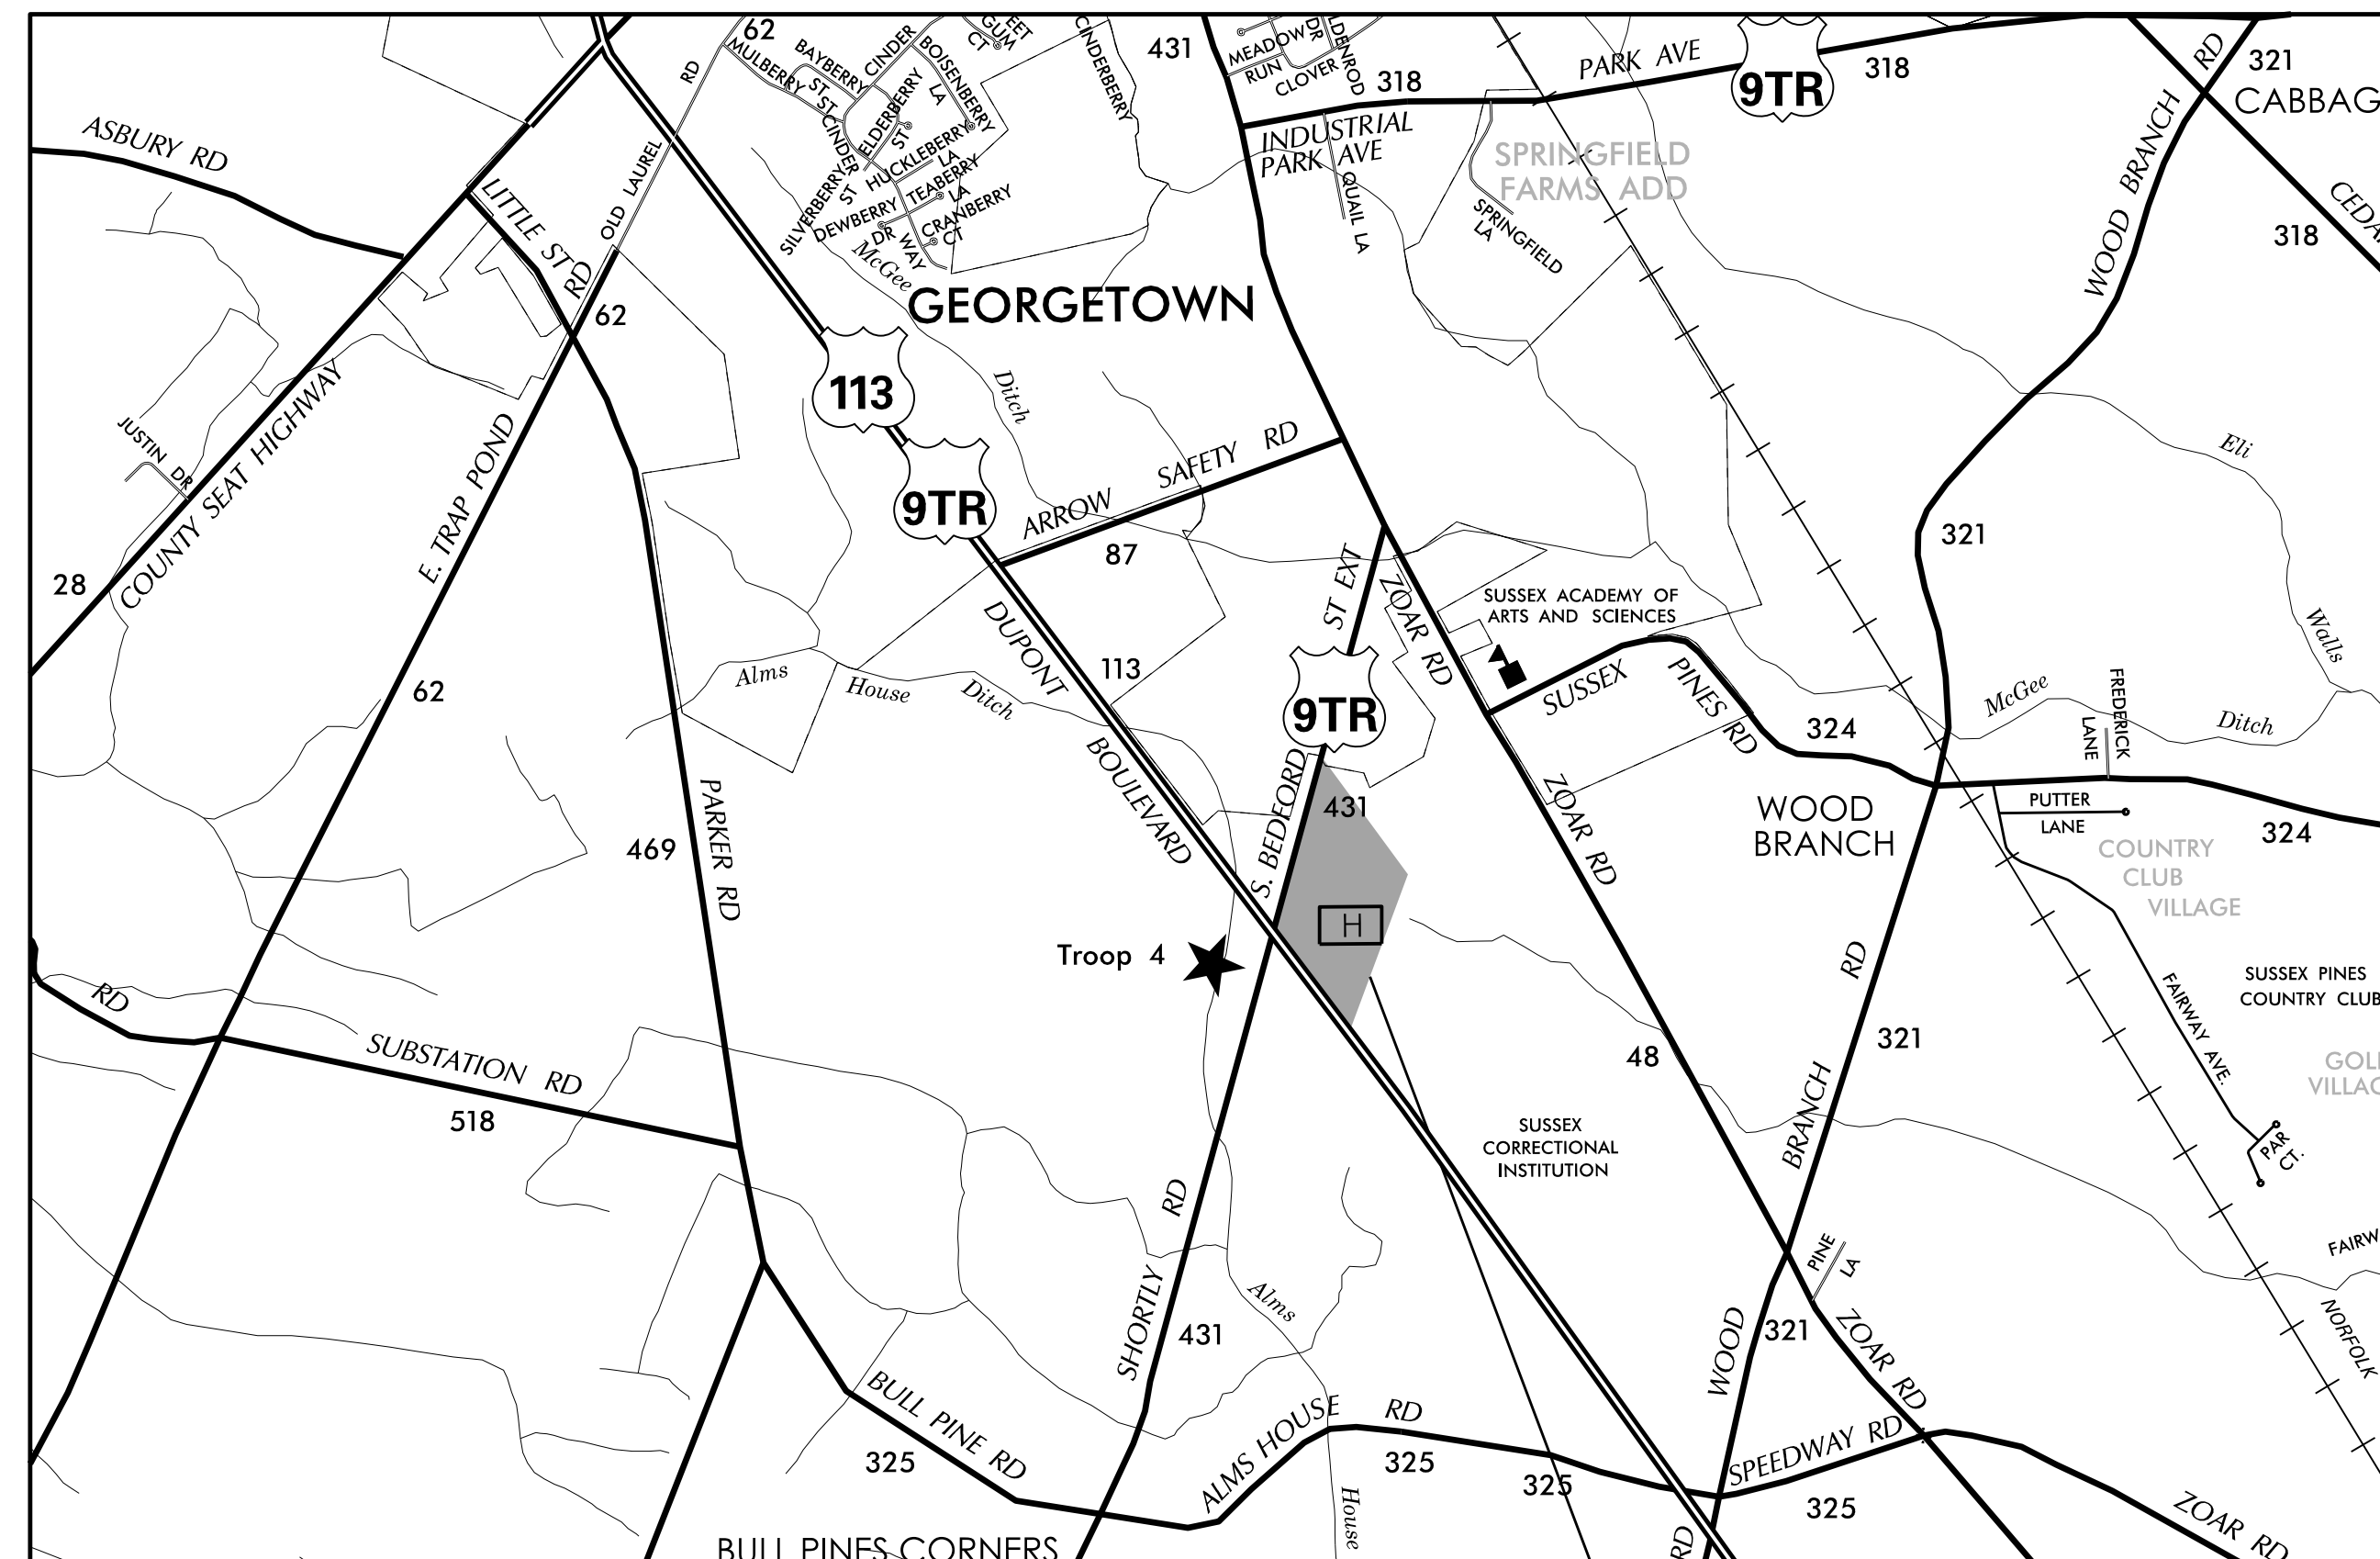 62
MULBERRY
ST
BAYBERRY
ST
CINDER
BOISENBERRY
LA
GUM
CT
CINDERBERRY
ELDERBERRY
ST
CINDER
HUCKLEBERRY
LA
TEABERRY
LA
SILVERBERRY
ST
DEWBERRY
DR
CRANBERRY
CT
WAY
McGee
Ditch
431
MEADOW
RUN
CLOVER
DR
318
PARK AVE
9TR
318
INDUSTRIAL
PARK AVE
QUAIL LA
SPRINGFIELD
FARMS ADD
SPRINGFIELD
LA
WOOD BRANCH
RD
321
318
ASBURY RD
LITTLE ST
OLD LAUREL
RD
RD
62
GEORGETOWN
113
9TR
JUSTIN DR
COUNTY SEAT HIGHWAY
28
E. TRAP POND
62
ARROW SAFETY RD
87
DUPONT
BOULEVARD
113
ST EXT
ZOAR RD
SUSSEX ACADEMY OF
ARTS AND SCIENCES
SUSSEX
PINES RD
324
321
Eli
Walls
McGee
Ditch
FREDERICK
LANE
Alms
House
Ditch
9TR
S. BEDFORD
431
H
Troop 4
PARKER RD
469
ZOAR RD
WOOD
BRANCH
PUTTER
LANE
COUNTRY
CLUB
VILLAGE
324
SUSSEX PINES
COUNTRY CLUB
FAIRWAY AVE.
PAR
CT.
RD
SUBSTATION RD
518
48
RD
321
BRANCH
SUSSEX
CORRECTIONAL
INSTITUTION
SHORTLY
RD
431
Alms
House
PINE
LA
NORFOLK
WOOD
321
ZOAR RD
BULL PINE RD
325
ALMS HOUSE
RD
325
325
SPEEDWAY RD
325
ZOAR RD
RD
BULL PINES CORNERS